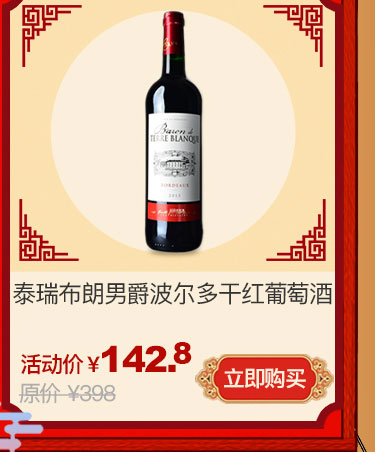 Baron de
TERRE BLANQUE
BORDEAUX
泰瑞布朗男爵波尔多干红葡萄酒
活动价 ¥142.8
原价 ¥398
立即购买